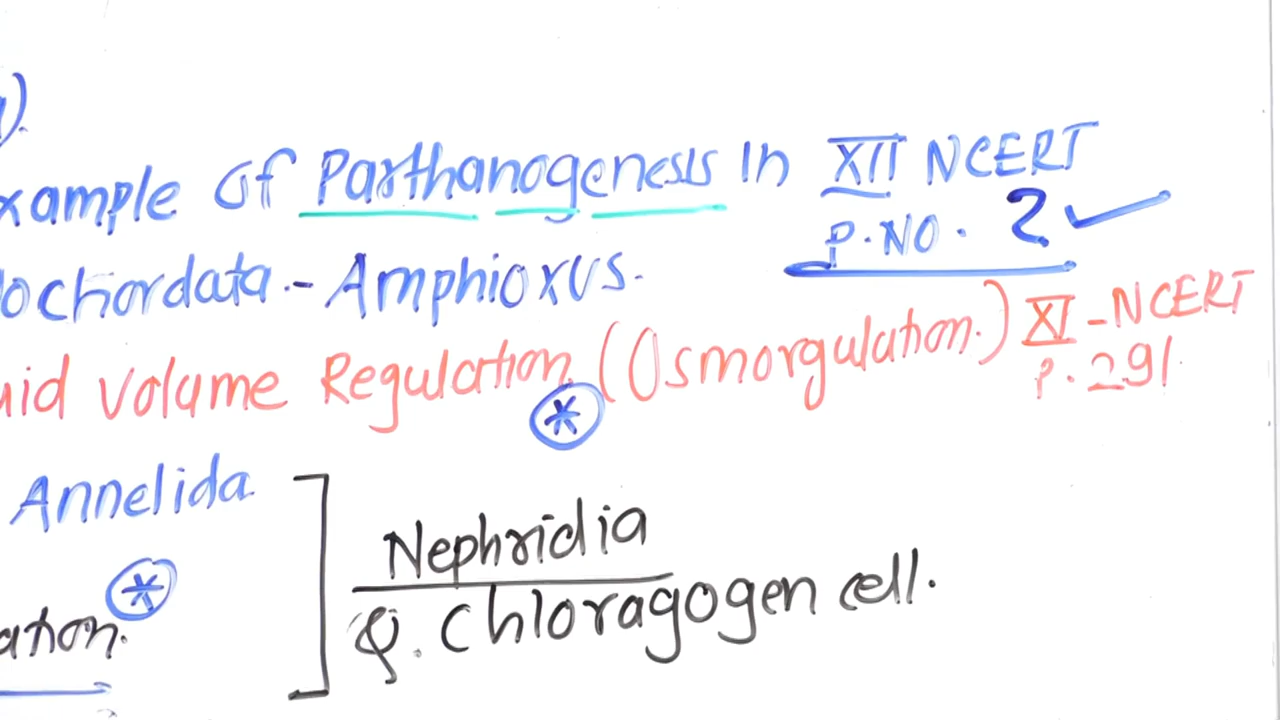 ).
xample of Parthanogenesis In XII NCERT
P.NO. 2
ochordata - Amphioxus.
uid volume Regulation (Osmorgulation.) XI - NCERT
P. 291.
*
Annelida
Nephridia
*
&. Chloragogen cell.
ation.